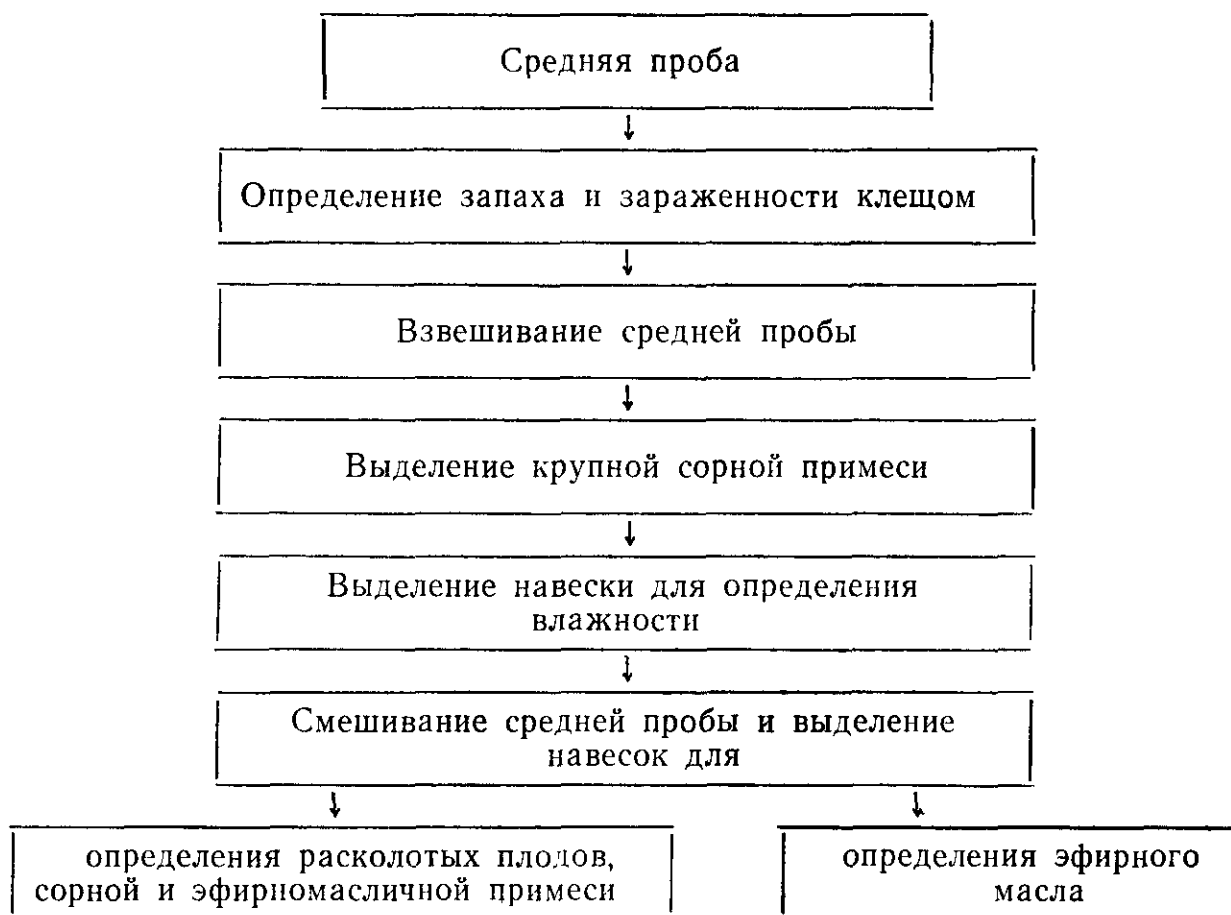 Средняя проба
Определение запаха и зараженности клещом
Взвешивание средней пробы
Выделение крупной сорной примеси
Выделение навески для определения
влажности
Смешивание средней пробы и выделение
навесок для
определения расколотых плодов,
сорной и эфирномасличной примеси
определения эфирного
масла